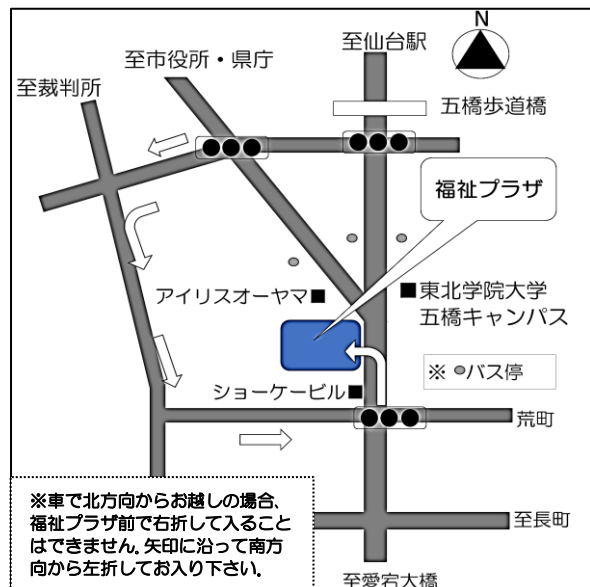 N
至仙台駅
至市役所・県庁
至裁判所
五橋歩道橋
福祉プラザ
アイリスオーヤマ■
■東北学院大学
五橋キャンパス
※ バス停
ショーケービル■
荒町
※車で北方向からお越しの場合、
福祉プラザ前で右折して入ること
はできません。矢印に沿って南方
向から左折してお入り下さい。
至長町
至愛宕大橋